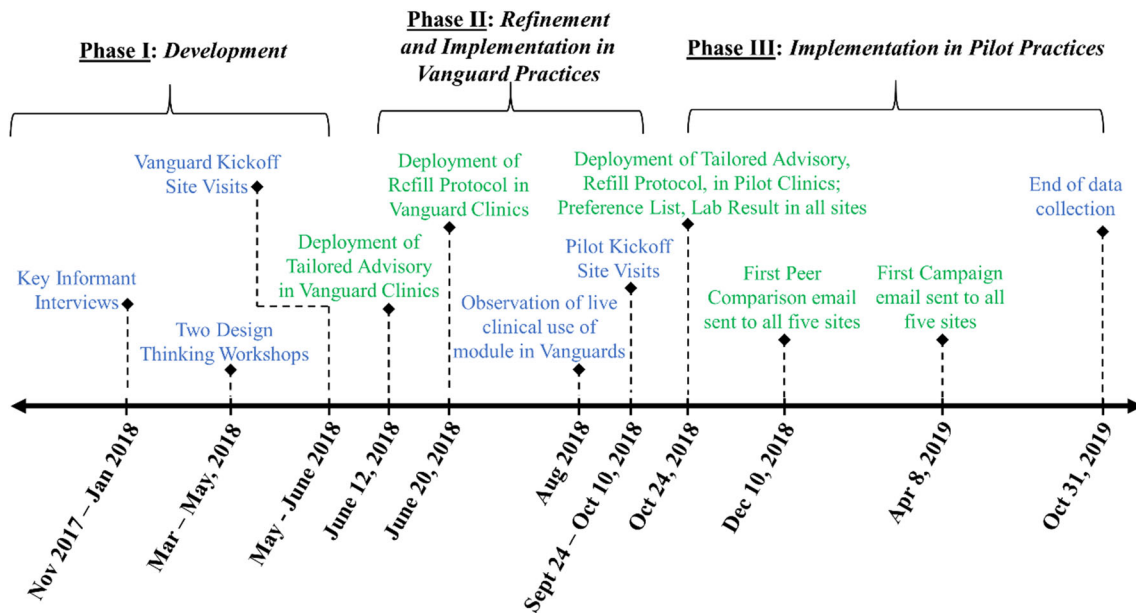 Phase I: Development
Phase II: Refinement
and Implementation in
Vanguard Practices
Phase III: Implementation in Pilot Practices
Vanguard Kickoff
Site Visits
Deployment of
Refill Protocol in
Vanguard Clinics
Deployment of Tailored Advisory,
Refill Protocol, in Pilot Clinics;
Preference List, Lab Result in all sites
End of data
collection
Key Informant
Interviews
Two Design
Thinking Workshops
Deployment of
Tailored Advisory
in Vanguard Clinics
Observation of live
clinical use of
module in Vanguards
Pilot Kickoff
Site Visits
First Peer
Comparison email
sent to all five sites
First Campaign
email sent to all
five sites
Nov 2017 – Jan 2018
Mar – May, 2018
May - June 2018
June 12, 2018
June 20, 2018
Aug 2018
Sept 24 – Oct 10, 2018
Oct 24, 2018
Dec 10, 2018
Apr 8, 2019
Oct 31, 2019